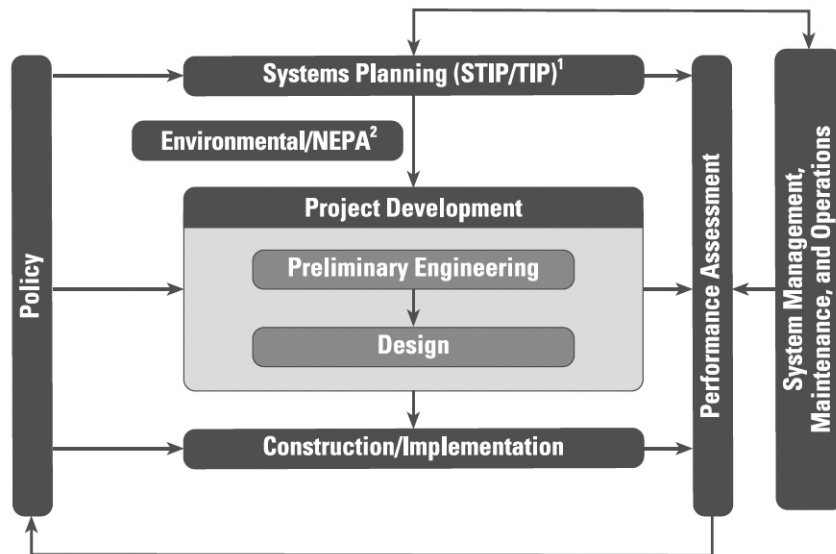 Systems Planning (STIP/TIP)¹
Environmental/NEPA²
Project Development
Preliminary Engineering
Design
Construction/Implementation
Policy
Performance Assessment
System Management,
Maintenance, and Operations